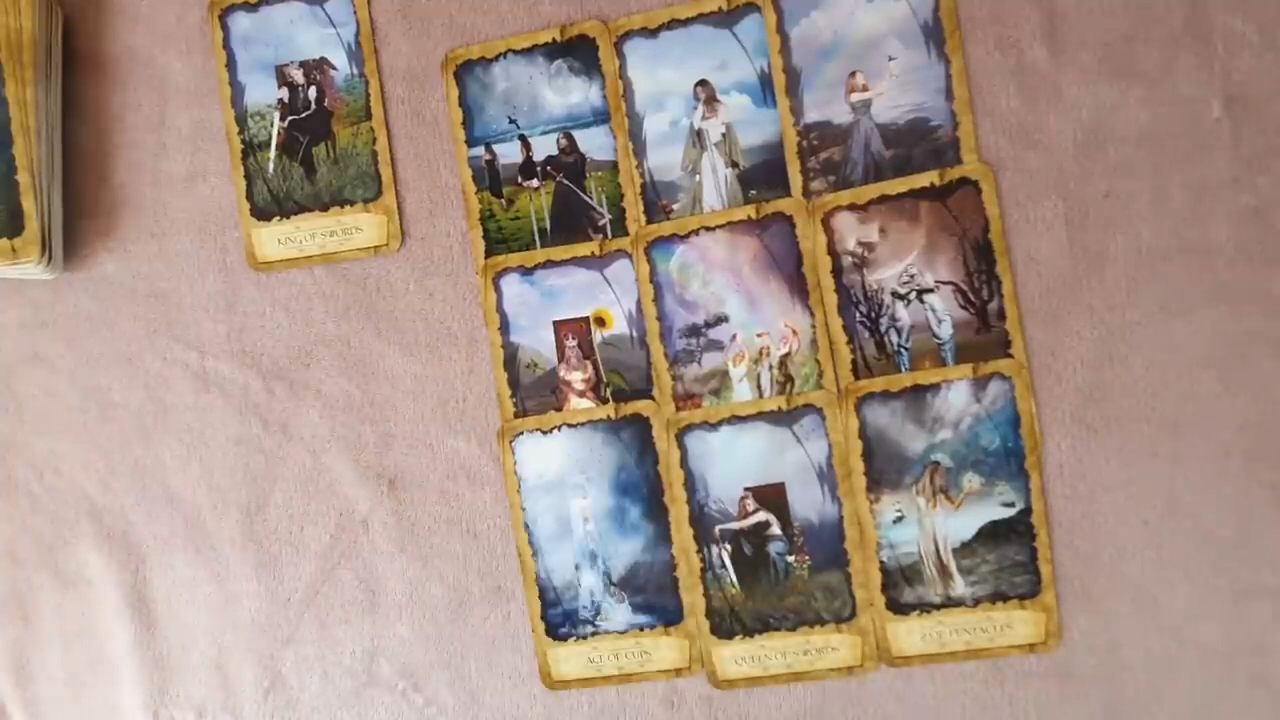 KING OF SWORDS
ACE OF CUPS
QUEEN OF SWORDS
2 OF PENTACLES